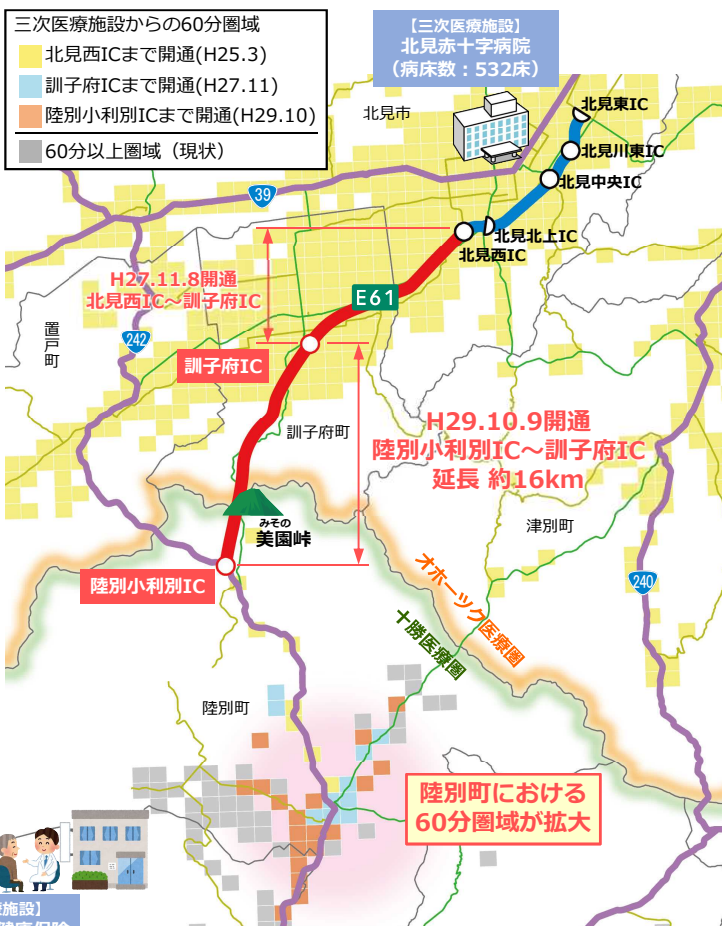 三次医療施設からの60分圏域
北見西ICまで開通(H25.3)
訓子府ICまで開通(H27.11)
陸別小利別ICまで開通(H29.10)
60分以上圏域（現状）
【三次医療施設】
北見赤十字病院
（病床数：532床）
北見市
北見東IC
北見川東IC
北見中央IC
39
北見北上IC
北見西IC
H27.11.8開通
北見西IC～訓子府IC
E61
置戸町
242
訓子府IC
訓子府町
H29.10.9開通
陸別小利別IC～訓子府IC
延長 約16km
みその
美園峠
津別町
陸別小利別IC
240
オホーツク医療圏
十勝医療圏
陸別町
陸別町における
60分圏域が拡大
施設】